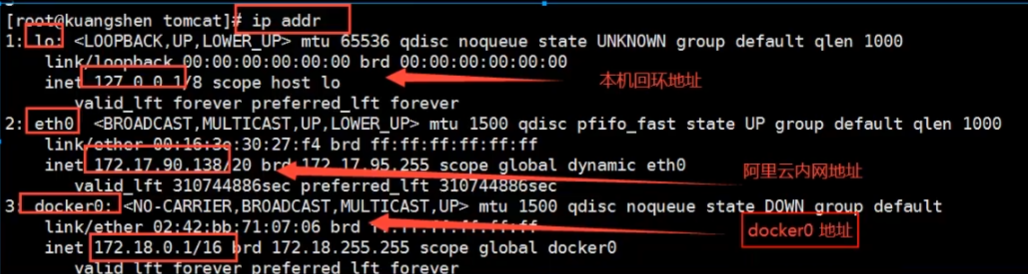 [root@kuangshen tomcat]# ip addr
1: lo: <LOOPBACK,UP,LOWER_UP> mtu 65536 qdisc noqueue state UNKNOWN group default qlen 1000
link/loopback 00:00:00:00:00:00 brd 00:00:00:00:00:00
inet 127.0.0.1/8 scope host lo
本机回环地址
valid_lft forever preferred_lft forever
2: eth0 <BROADCAST,MULTICAST,UP,LOWER_UP> mtu 1500 qdisc pfifo_fast state UP group default qlen 1000
link/ether 00:16:3e:30:27:f4 brd ff:ff:ff:ff:ff:ff
inet 172.17.90.138/20 brd 172.17.95.255 scope global dynamic eth0
阿里云内网地址
valid_lft 310744886sec preferred_lft 310744886sec
3: docker0: <NO-CARRIER,BROADCAST,MULTICAST,UP> mtu 1500 qdisc noqueue state DOWN group default
link/ether 02:42:bb:71:07:06 brd ff:ff:ff:ff:ff:ff
docker0 地址
inet 172.18.0.1/16 brd 172.18.255.255 scope global docker0
valid_lft forever preferred_lft forever